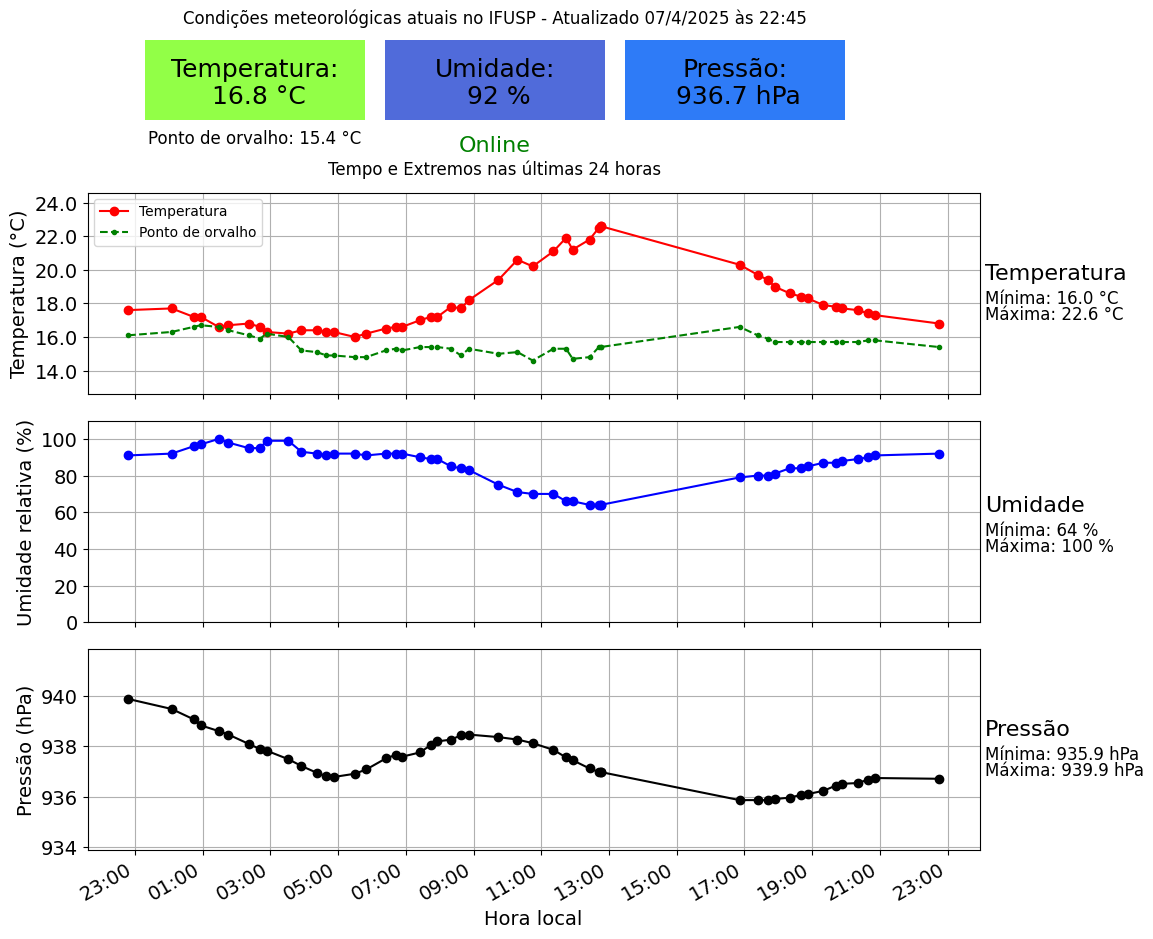 Condições meteorológicas atuais no IFUSP - Atualizado 07/4/2025 às 22:45
Temperatura:
16.8 °C
Umidade:
92 %
Pressão:
936.7 hPa
Ponto de orvalho: 15.4 °C
Online
Tempo e Extremos nas últimas 24 horas
Temperatura (°C)
24.0
22.0
20.0
18.0
16.0
14.0
Temperatura
Ponto de orvalho
Temperatura
Mínima: 16.0 °C
Máxima: 22.6 °C
Umidade relativa (%)
100
80
60
40
20
0
Umidade
Mínima: 64 %
Máxima: 100 %
Pressão (hPa)
940
938
936
934
Pressão
Mínima: 935.9 hPa
Máxima: 939.9 hPa
23:00 01:00 03:00 05:00 07:00 09:00 11:00 13:00 15:00 17:00 19:00 21:00 23:00
Hora local